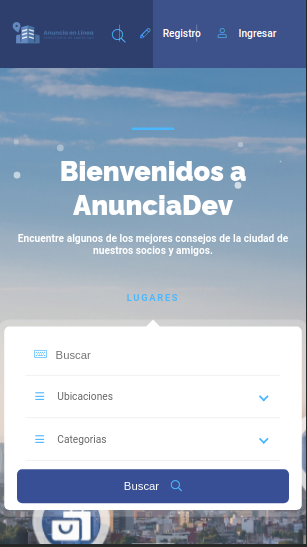 Anuncia en Linea
Registro
Ingresar
Bienvenidos a
AnunciaDev
Encuentre algunos de los mejores consejos de la ciudad de
nuestros socios y amigos.
LUGARES
Buscar
Ubicaciones
Categorias
Buscar